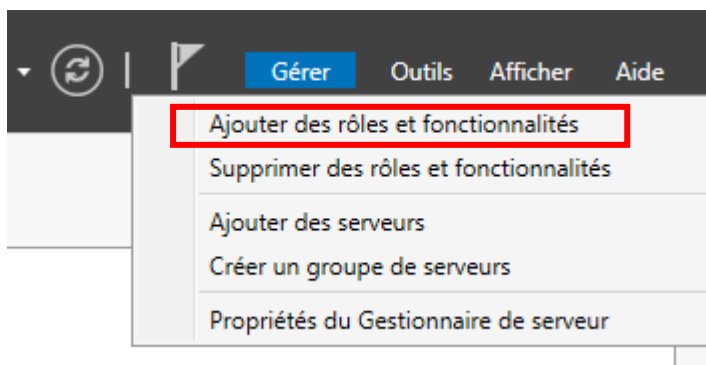 Gérer Outils Afficher Aide
Ajouter des rôles et fonctionnalités
Supprimer des rôles et fonctionnalités
Ajouter des serveurs
Créer un groupe de serveurs
Propriétés du Gestionnaire de serveur